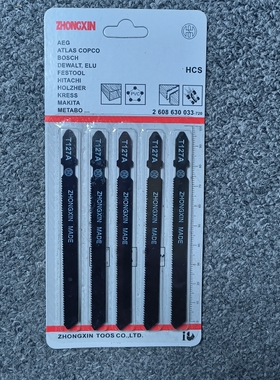 ZHONGXIN
AEG
ATLAS COPCO
BOSCH
DEWALT, ELU
FESTOOL
HITACHI
HOLZHER
KRESS
MAKITA
METABO
HCS
PVC
2 608 630 033
T127A
T127A
T127A
T127A
T127A
ZHONGXIN MADE
ZHONGXIN MADE
ZHONGXIN MADE
ZHONGXIN MADE
ZHONGXIN MADE
ZHONGXIN TOOS CO.,LTD.